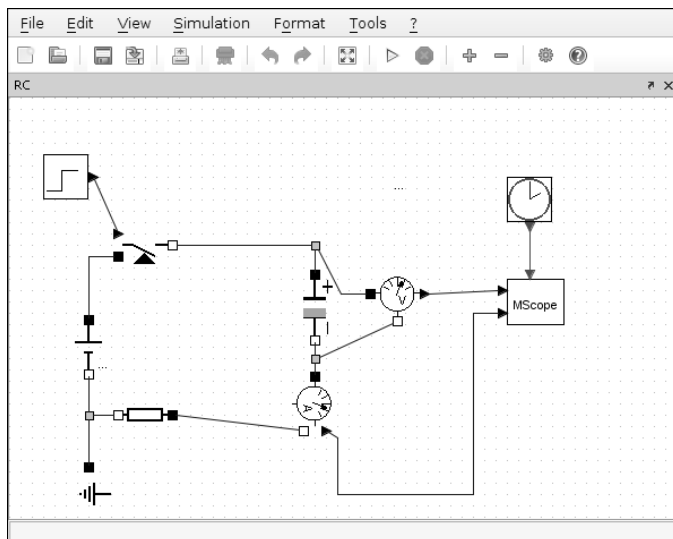 File Edit View Simulation Format Tools ?
RC
....
MScope
+
V
...
A